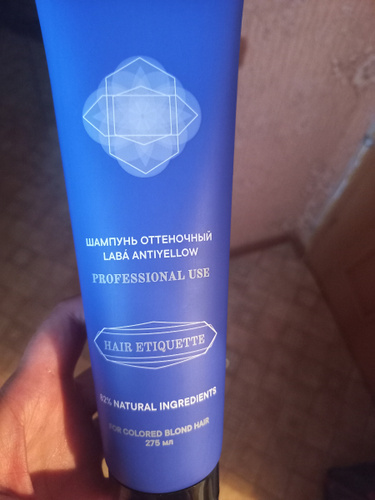 ШАМПУНЬ ОТТЕНОЧНЫЙ
LABÁ ANTIYELLOW
PROFESSIONAL USE
HAIR ETIQUETTE
82% NATURAL INGREDIENTS
FOR COLORED BLOND HAIR
275 мл